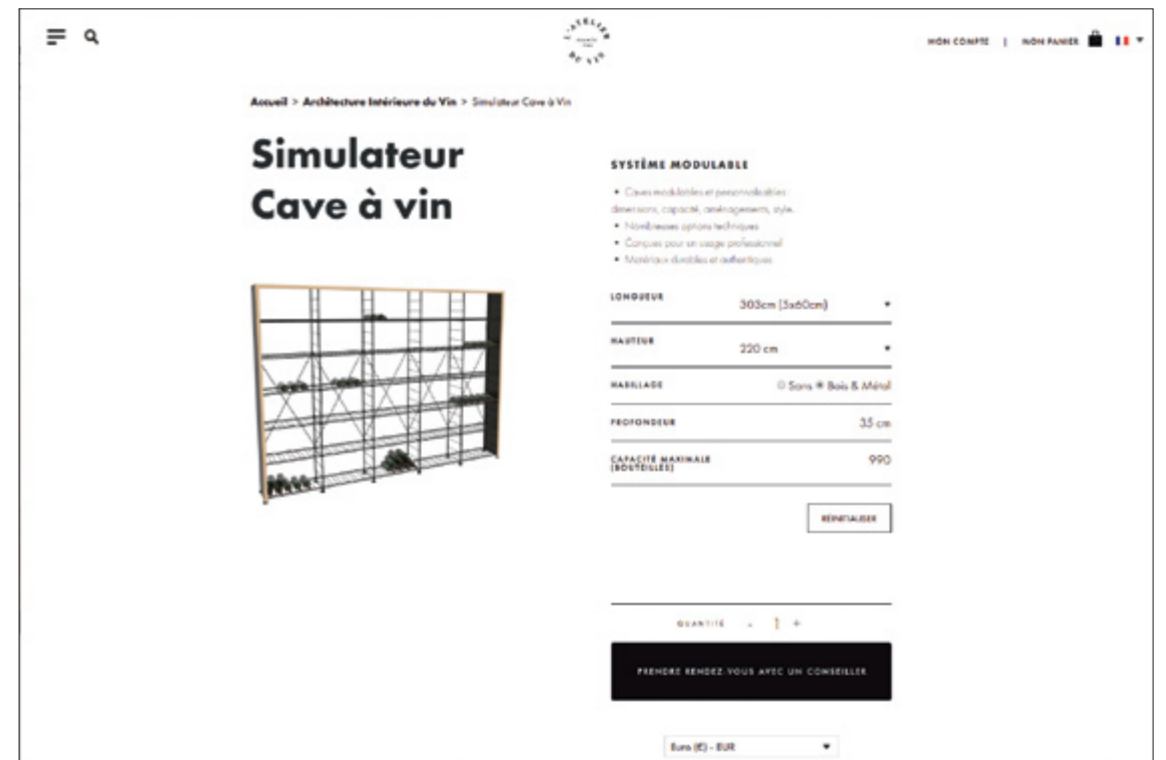 L'ATELIER
DU VIN
MON COMPTE | MON PANIER
Accueil > Architecture Intérieure du Vin > Simulateur Cave à Vin
Simulateur
Cave à vin
SYSTÈME MODULABLE
• Caves modulables et personnalisables :
dimensions, capacité, aménagements, style.
• Nombreuses options techniques
• Conçues pour un usage professionnel
• Matériaux durables et authentiques
LONGUEUR 303cm (5x60cm)
HAUTEUR 220 cm
HABILLAGE Sans Bois & Métal
PROFONDEUR 35 cm
CAPACITÉ MAXIMALE 990
(BOUTEILLES)
RÉINITIALISER
QUANTITÉ - 1 +
PRENDRE RENDEZ-VOUS AVEC UN CONSEILLER
Euro (€) - EUR